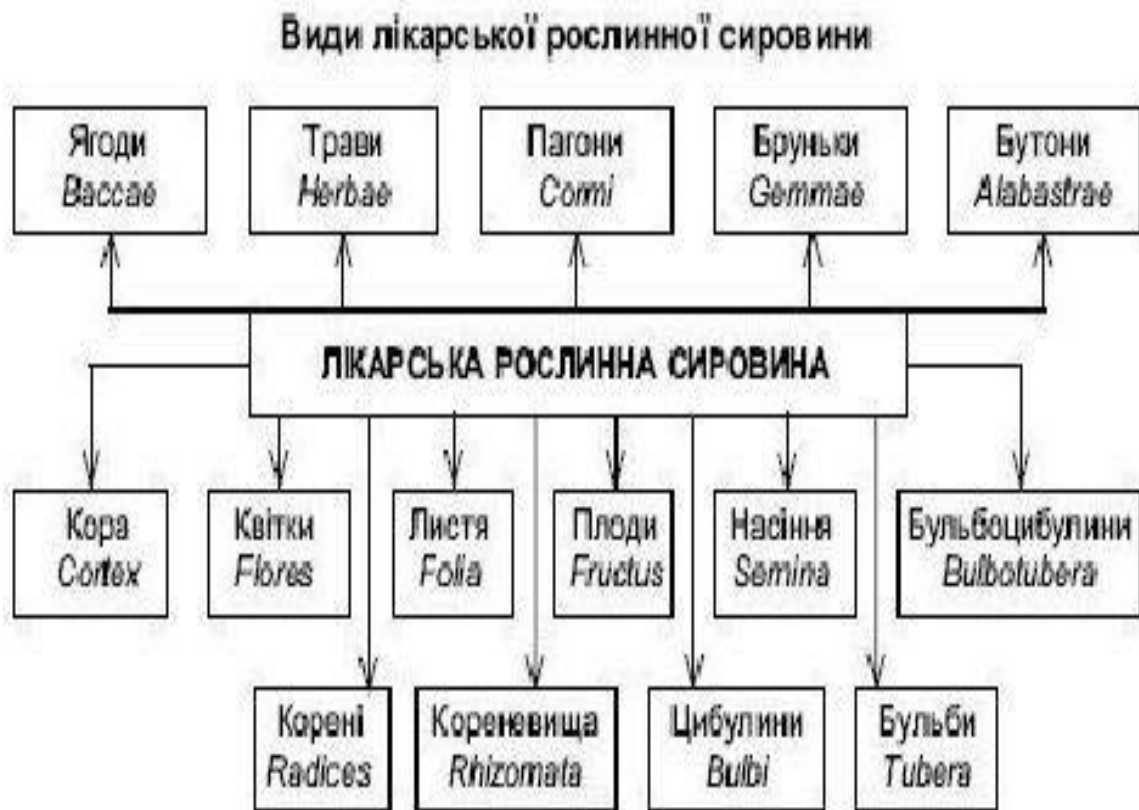 Види лікарської рослинної сировини
Ягоди
Baccae
Трави
Herbae
Пагони
Cormi
Бруньки
Gemmae
Бутони
Alabastrae
ЛІКАРСЬКА РОСЛИННА СИРОВИНА
Кора
Cortex
Квітки
Flores
Листя
Folia
Плоди
Fructus
Насіння
Semina
Бульбоцибулини
Bulbotubera
Корені
Radices
Кореневища
Rhizomata
Цибулини
Bulbi
Бульби
Tubera